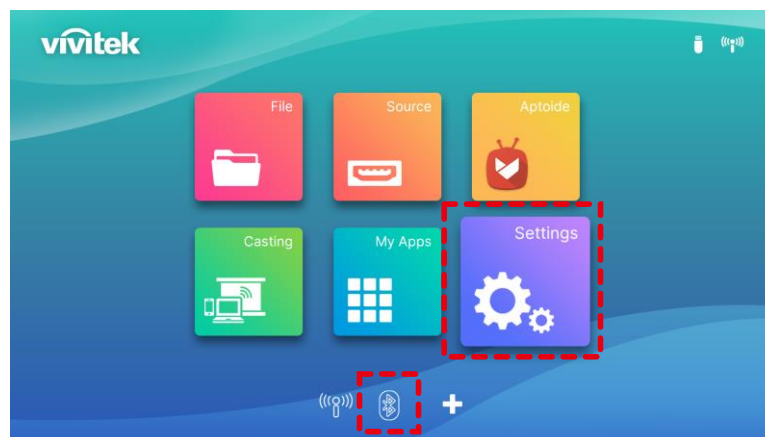 vivitek
File
Source
Aptoide
Casting
My Apps
Settings